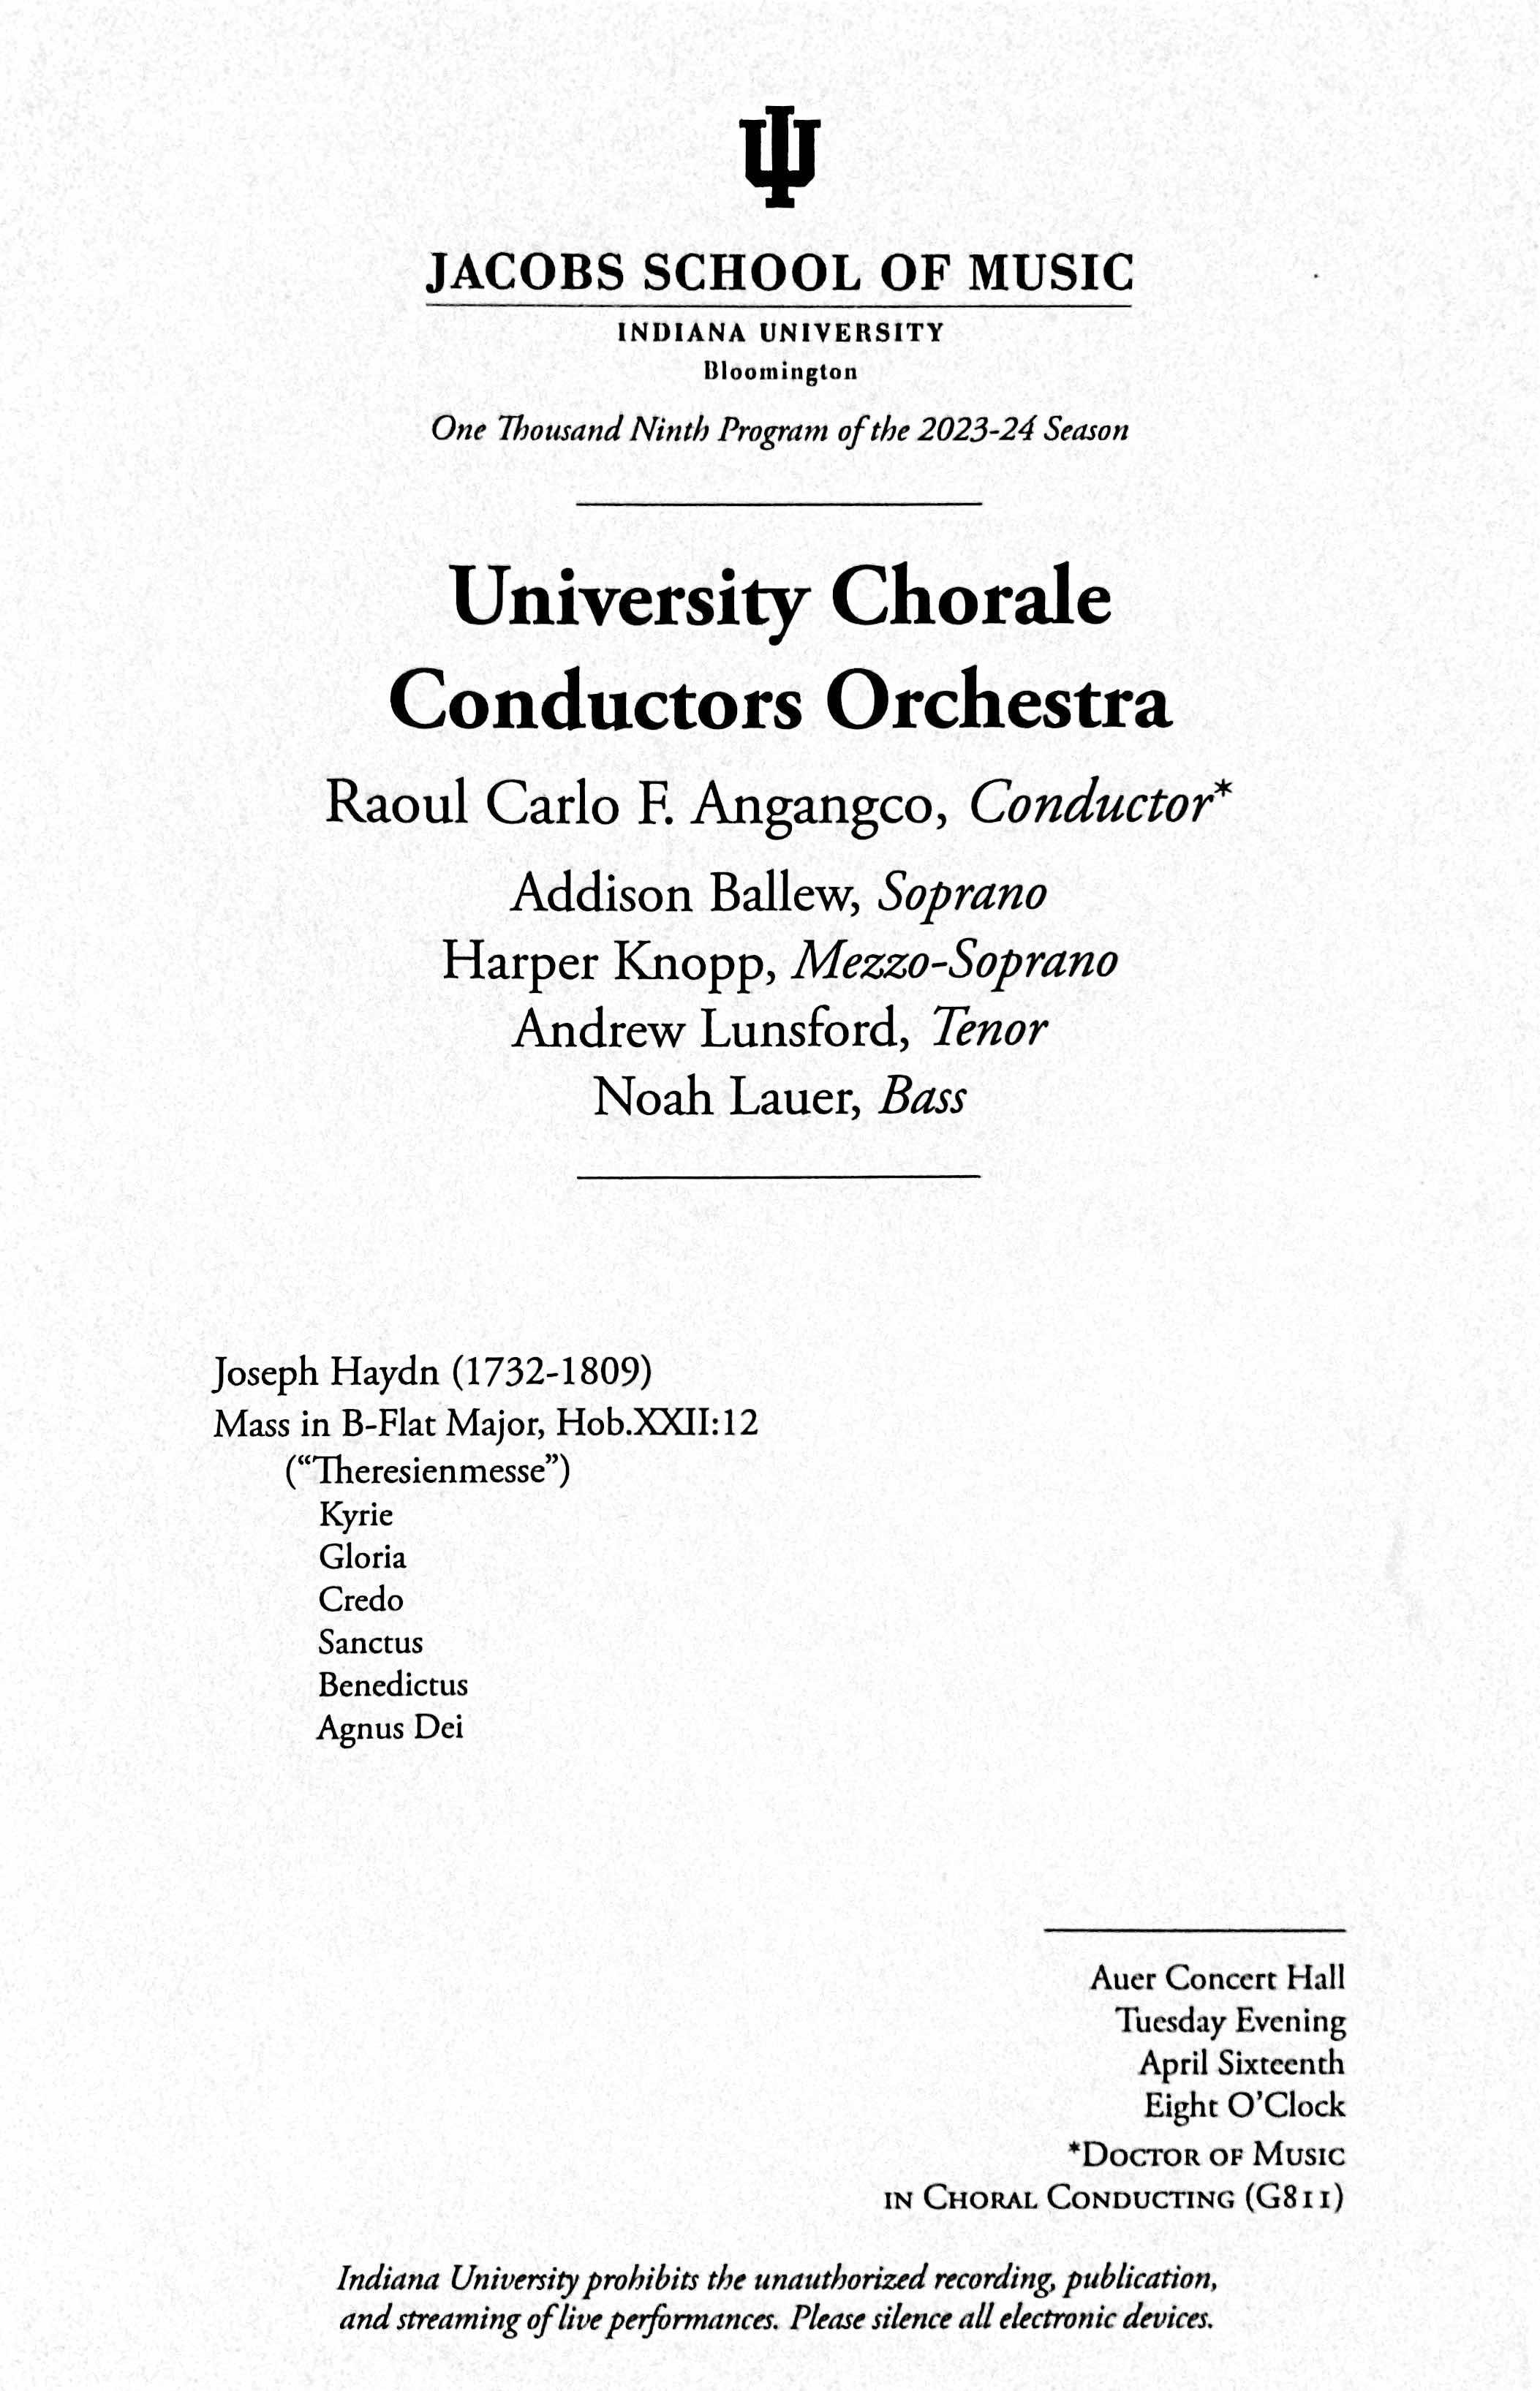 IU
JACOBS SCHOOL OF MUSIC
INDIANA UNIVERSITY
Bloomington
One Thousand Ninth Program of the 2023-24 Season
University Chorale
Conductors Orchestra
Raoul Carlo F. Angangco, Conductor*
Addison Ballew, Soprano
Harper Knopp, Mezzo-Soprano
Andrew Lunsford, Tenor
Noah Lauer, Bass
Joseph Haydn (1732-1809)
Mass in B-Flat Major, Hob.XXII:12
(“Theresienmesse”)
Kyrie
Gloria
Credo
Sanctus
Benedictus
Agnus Dei
Auer Concert Hall
Tuesday Evening
April Sixteenth
Eight O’Clock
*Doctor of Music
in Choral Conducting (G811)
Indiana University prohibits the unauthorized recording, publication,
and streaming of live performances. Please silence all electronic devices.